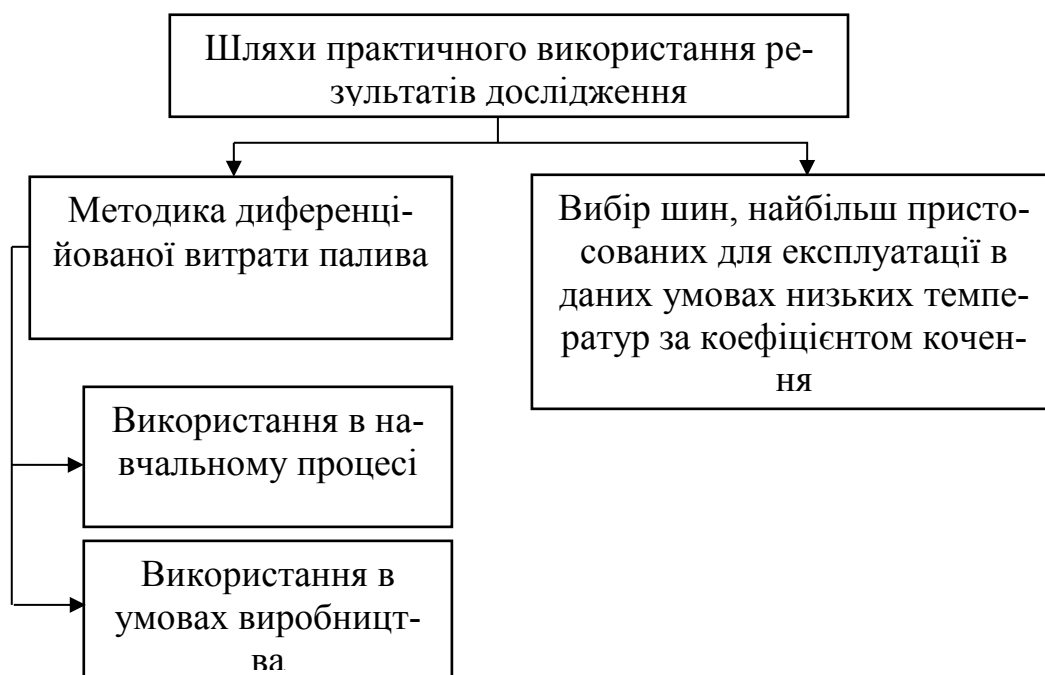 Шляхи практичного використання ре-
зультатів дослідження
Методика диференці-
йованої витрати палива
Вибір шин, найбільш присто-
сованих для експлуатації в
даних умовах низьких темпе-
ратур за коефіцієнтом кочен-
ня
Використання в на-
вчальному процесі
Використання в
умовах виробницт-
ва